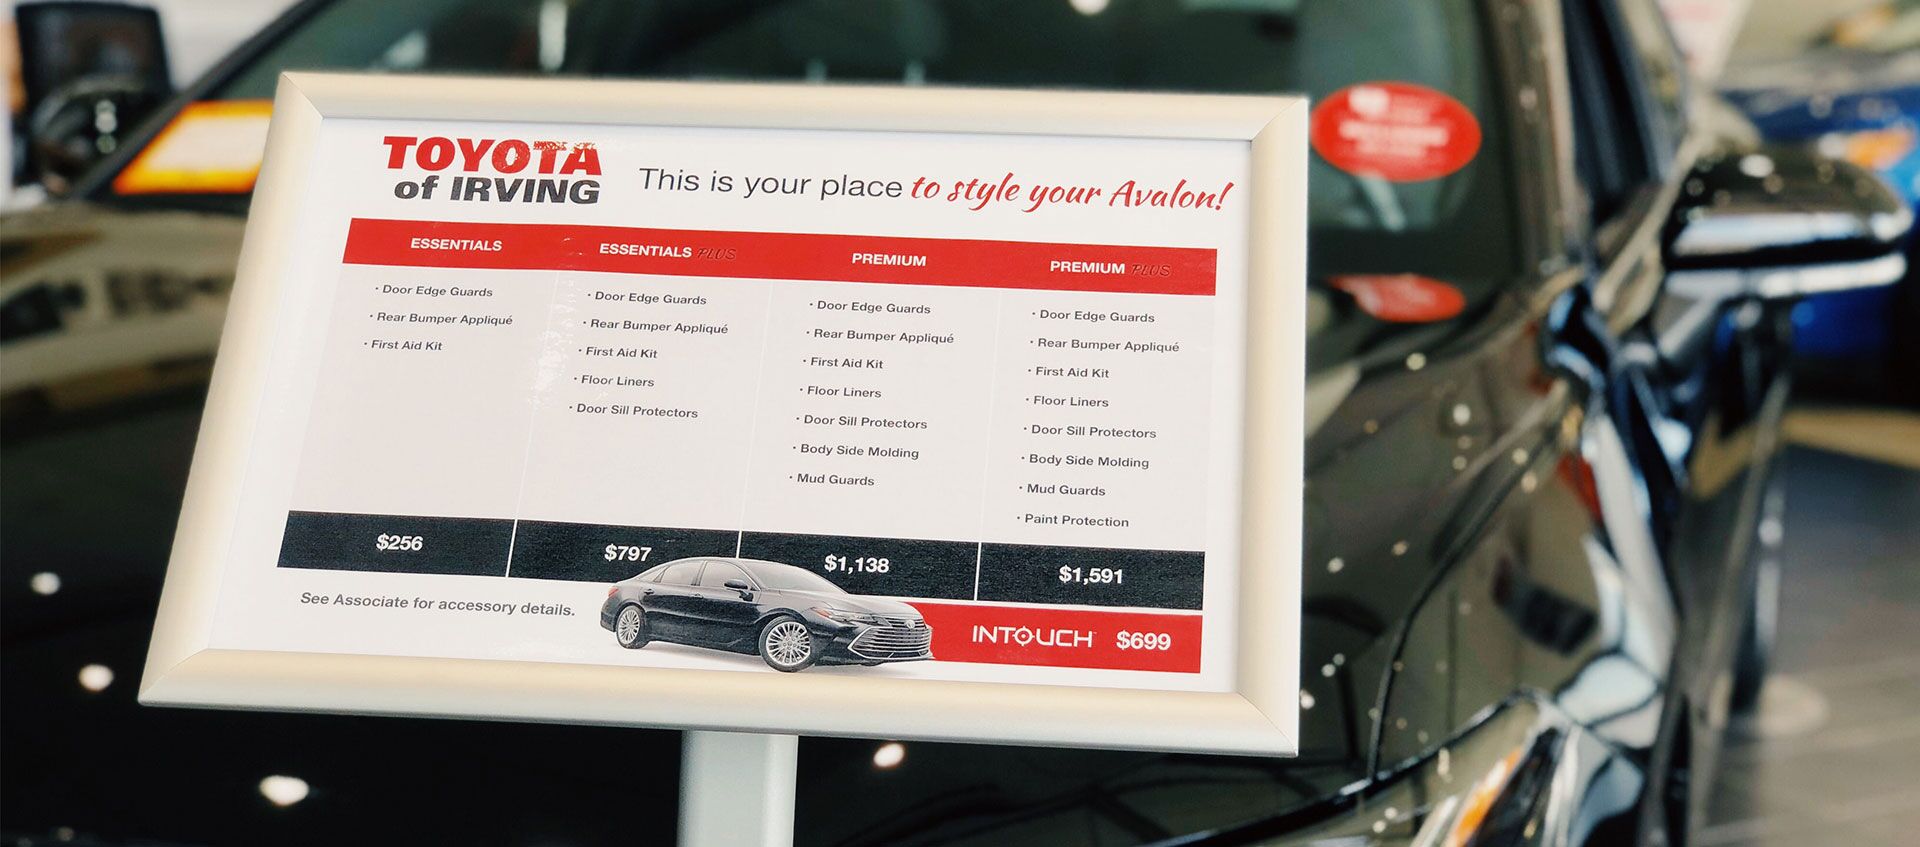 TOYOTA
of IRVING
This is your place to style your Avalon!
ESSENTIALS
· Door Edge Guards
· Rear Bumper Appliqué
· First Aid Kit
$256
ESSENTIALS PLUS
· Door Edge Guards
· Rear Bumper Appliqué
· First Aid Kit
· Floor Liners
· Door Sill Protectors
$797
PREMIUM
· Door Edge Guards
· Rear Bumper Appliqué
· First Aid Kit
· Floor Liners
· Door Sill Protectors
· Body Side Molding
· Mud Guards
$1,138
PREMIUM PLUS
· Door Edge Guards
· Rear Bumper Appliqué
· First Aid Kit
· Floor Liners
· Door Sill Protectors
· Body Side Molding
· Mud Guards
· Paint Protection
$1,591
See Associate for accessory details.
INTOUCH $699